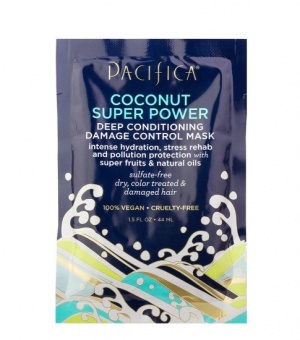 PACIFICA®
COCONUT
SUPER POWER
DEEP CONDITIONING
DAMAGE CONTROL MASK
intense hydration, stress rehab
and pollution protection with
super fruits & natural oils
sulfate-free
dry, color treated &
damaged hair
100% VEGAN • CRUELTY-FREE
1.5 FL OZ • 44 ML